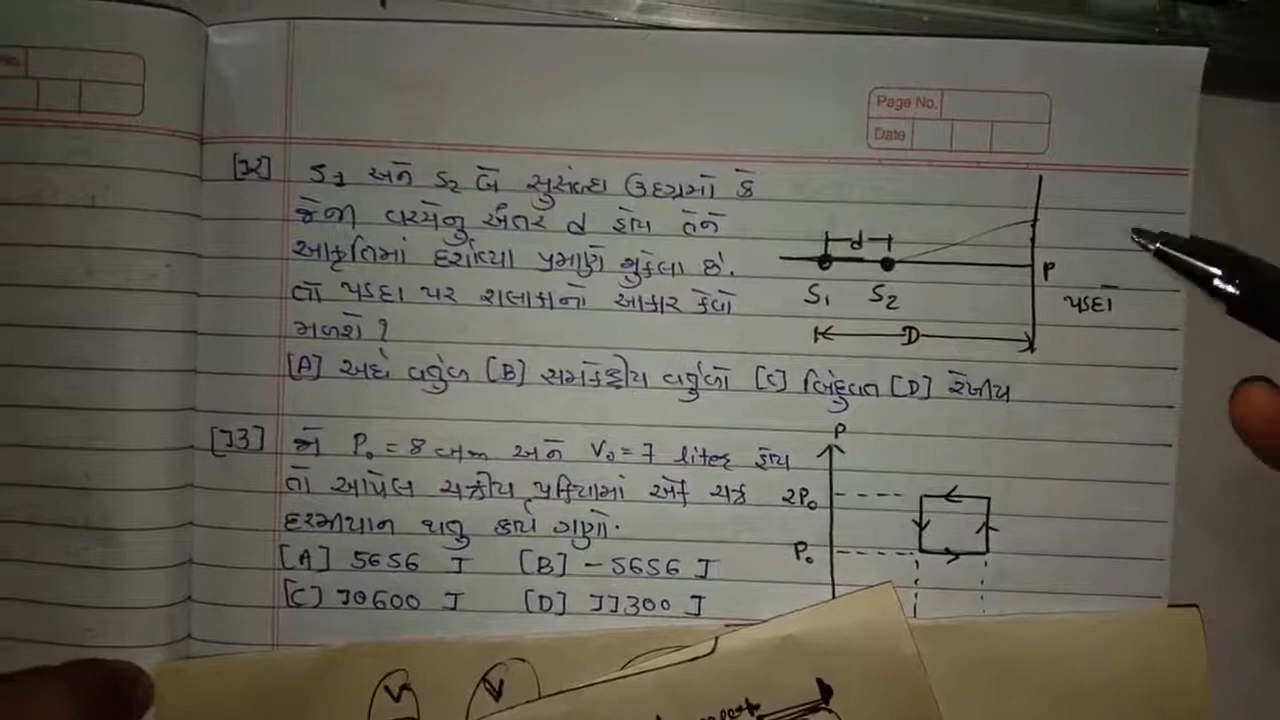 Page No.
Date
[12] S1 અને S2 બે સુસંબદ્ધ ઉદ્દગમો કે
જેની વચ્ચેનુ અંતર d હોય તેને
આકૃતિમાં દર્શાવ્યા પ્રમાણે મુકેલા છે.
તો પડદા પર શલાકાનો આકાર કેવો
મળશે ?
[A] અર્ધ વર્તુળ [B] સમકેન્દ્રીય વર્તુળો [C] બિંદુવત [D] રેખીય
d
S1 S2
P
પડદો
D
[13] જો P0 = 8 atm અને V0 = 7 liter હોય
તો આપેલ ચક્રીય પ્રક્રિયામાં એક ચક્ર
દરમ્યાન થતુ કાર્ય ગણો.
[A] 5656 J [B] - 5656 J
[C] 10600 J [D] 11300 J
P
2P0
P0
V
V